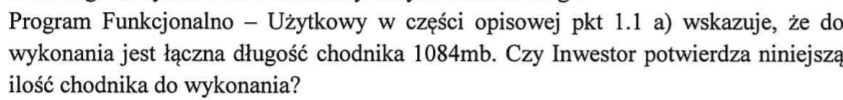 Program Funkcjonalno – Użytkowy w części opisowej pkt 1.1 a) wskazuje, że do
wykonania jest łączna długość chodnika 1084mb. Czy Inwestor potwierdza niniejszą
ilość chodnika do wykonania?